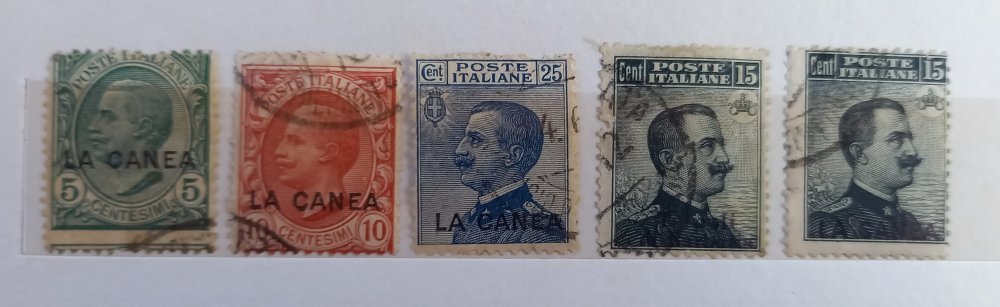 POSTE ITALIANE
LA CANEA
5 5
CENTESIMI
POSTE ITALIANE
LA CANEA
10 10
CENTESIMI
Cent POSTE 25
ITALIANE
LA CANEA
Cent POSTE 15
ITALIANE
Cent POSTE 15
ITALIANE
LA